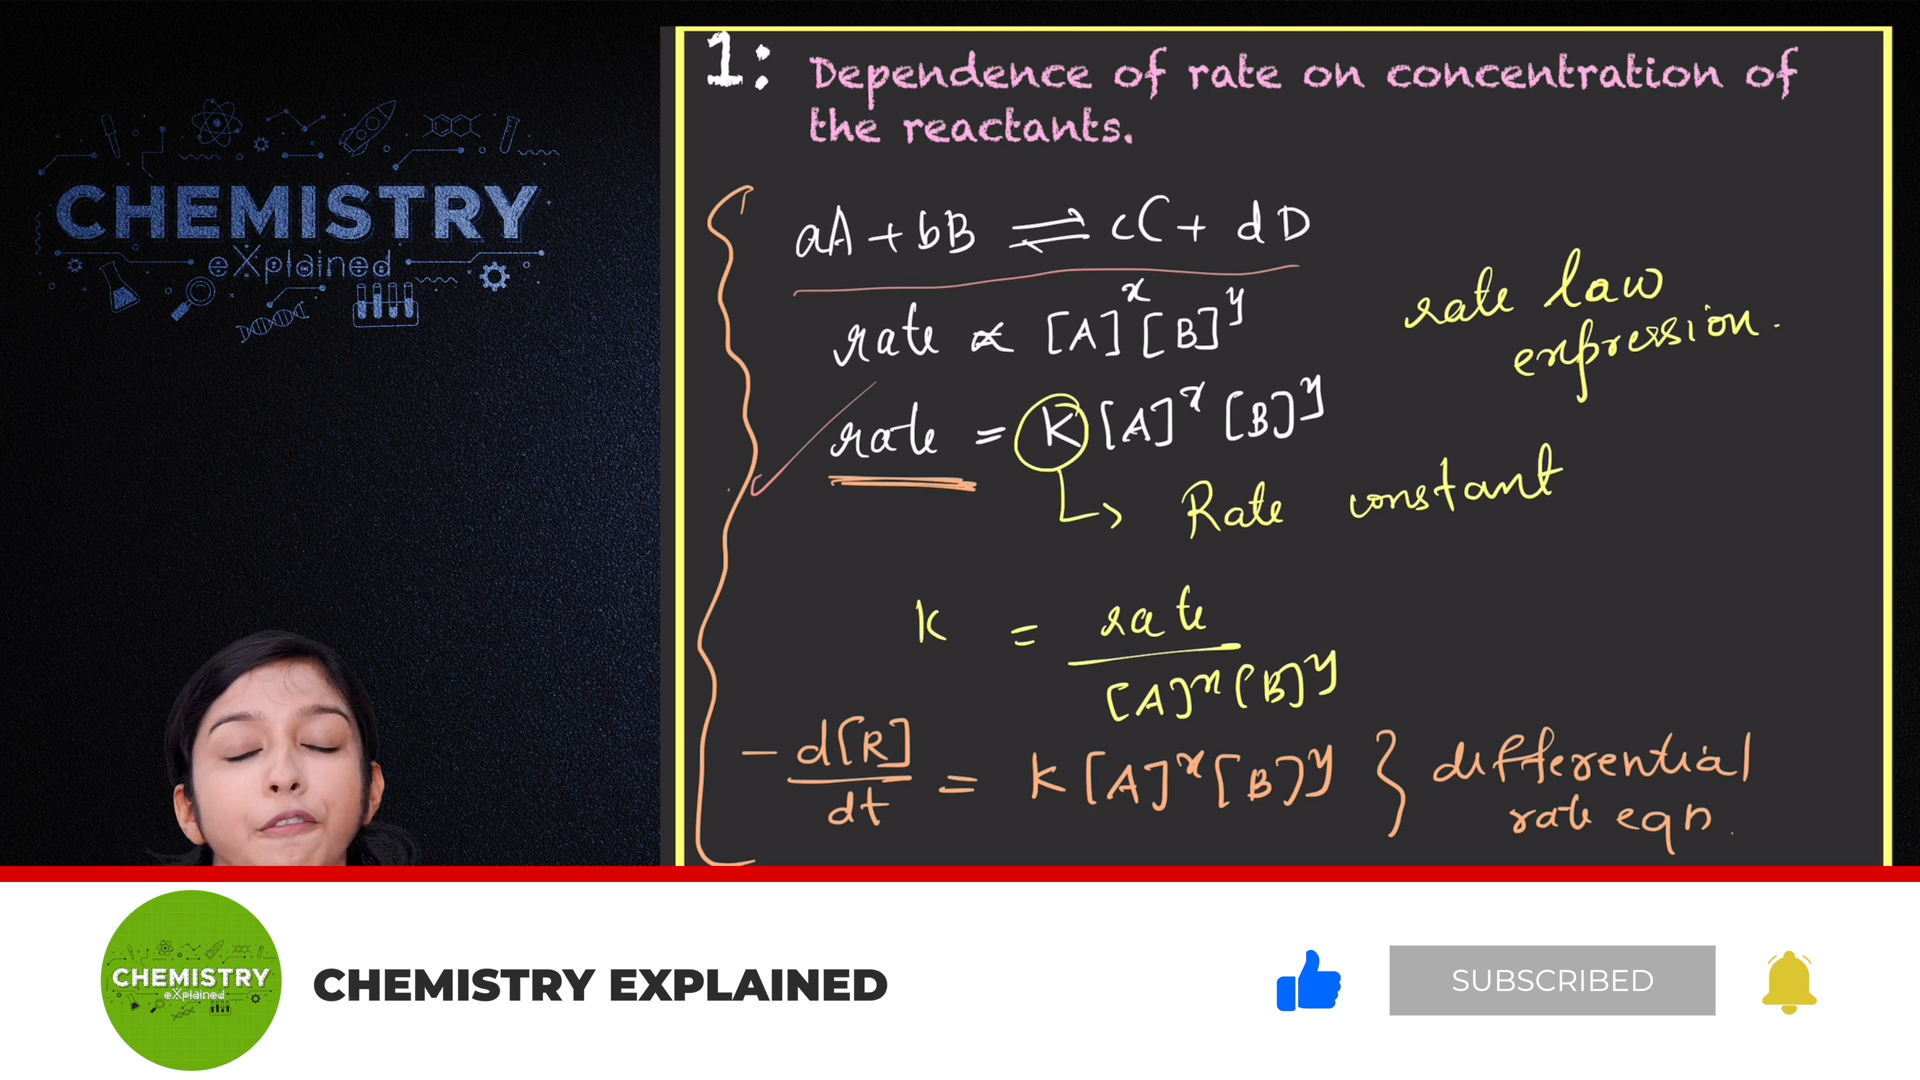 CHEMISTRY
eXplained
1: Dependence of rate on concentration of
the reactants.
aA + bB ⇌ cC + dD
rate ∝ [A]^x [B]^y
rate law
expression.
rate = K [A]^x [B]^y
Rate constant
K = rate / [A]^x [B]^y
- d[R] / dt = K [A]^x [B]^y } differential
rate eqn.
CHEMISTRY
eXplained
CHEMISTRY EXPLAINED
SUBSCRIBED